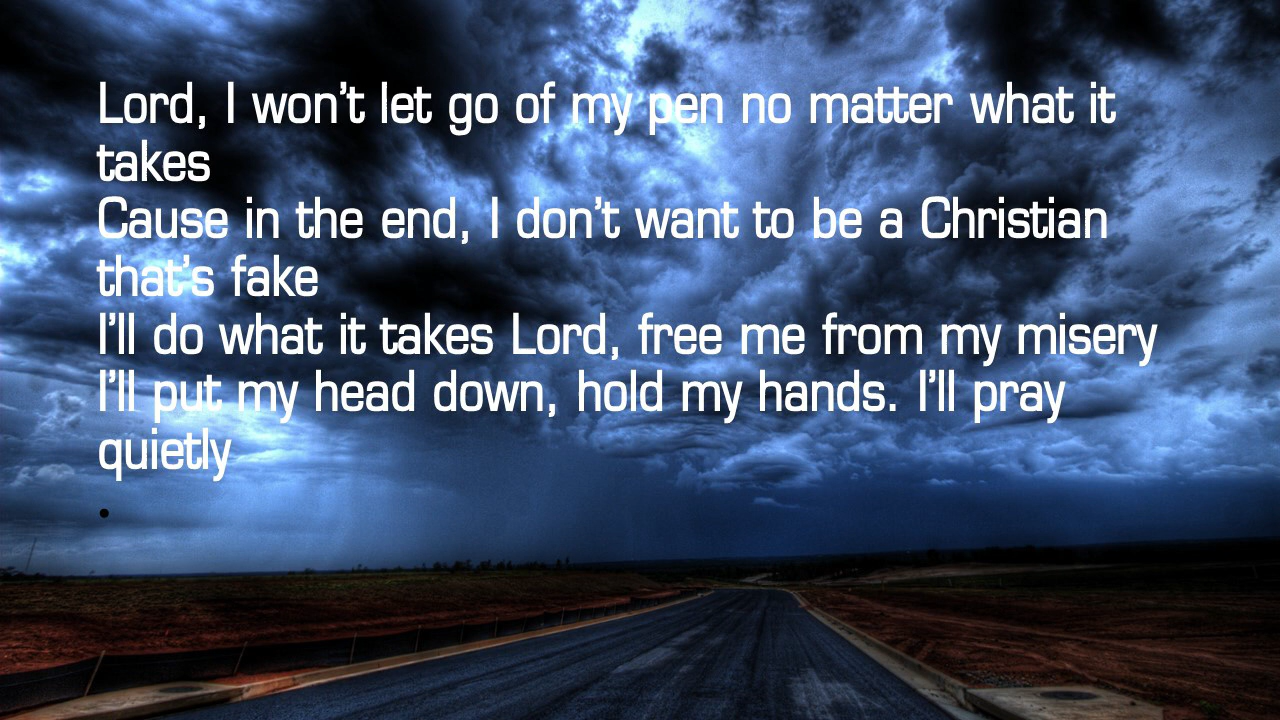 Lord, I won't let go of my pen no matter what it
takes
Cause in the end, I don't want to be a Christian
that's fake
I'll do what it takes Lord, free me from my misery
I'll put my head down, hold my hands. I'll pray
quietly
.